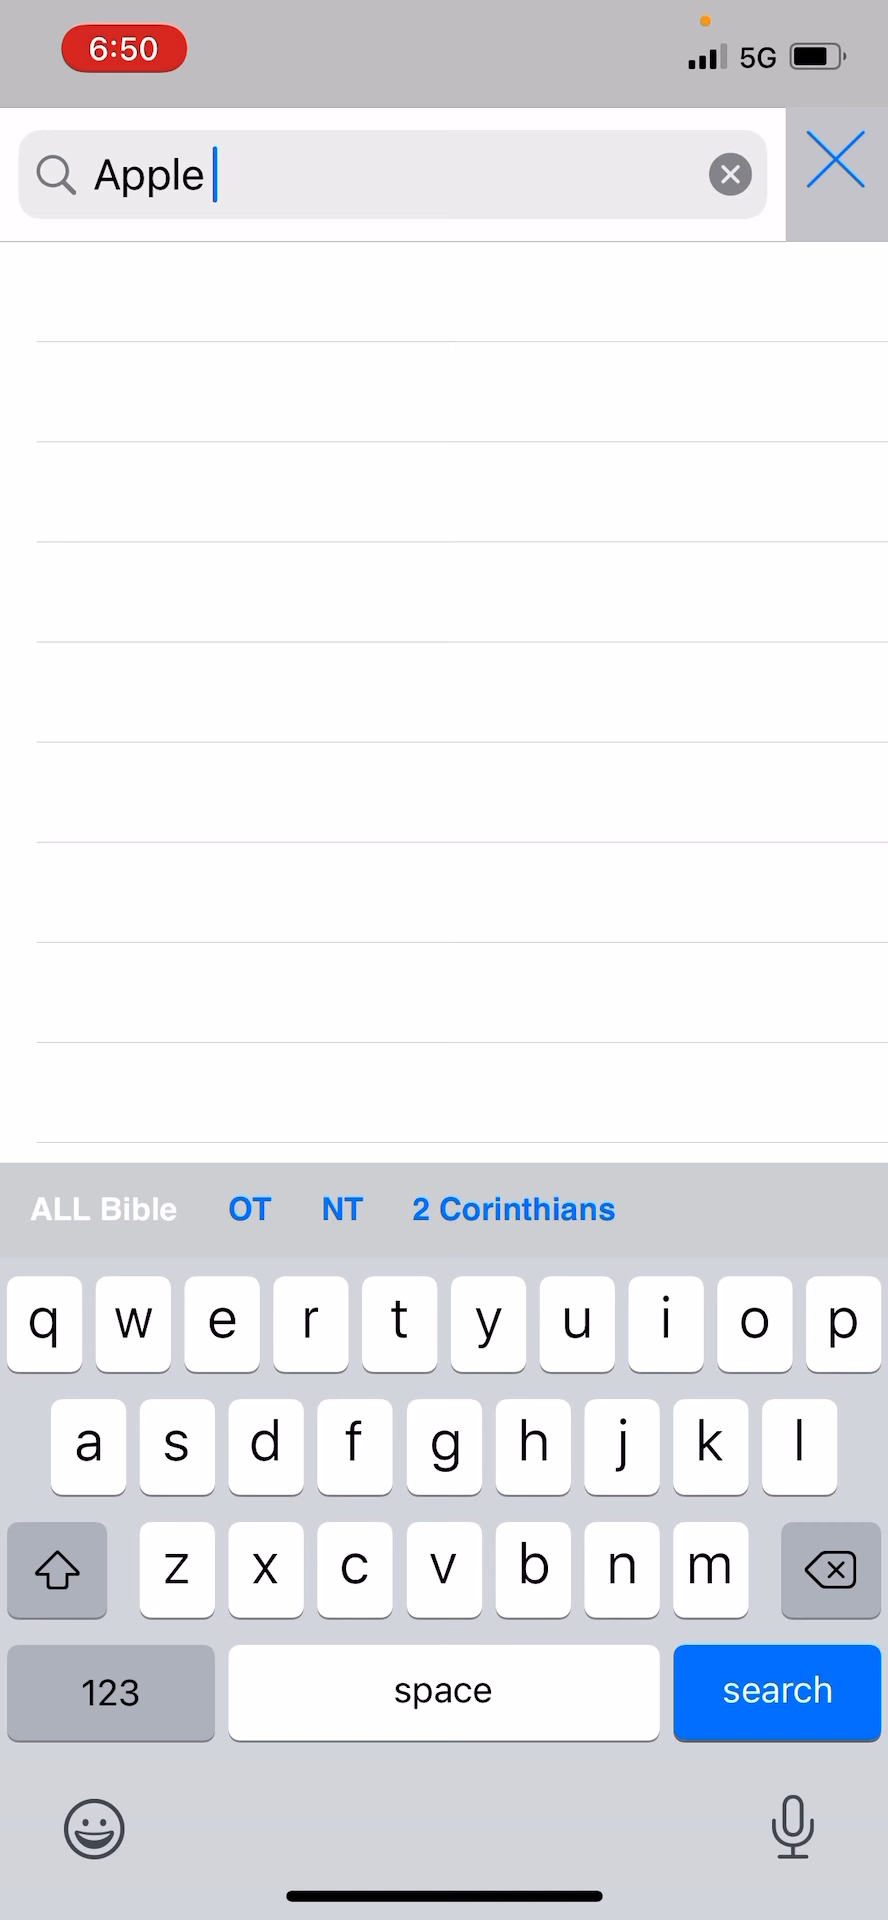 6:50 5G
Apple
ALL Bible OT NT 2 Corinthians
q w e r t y u i o p
a s d f g h j k l
z x c v b n m
123 space search